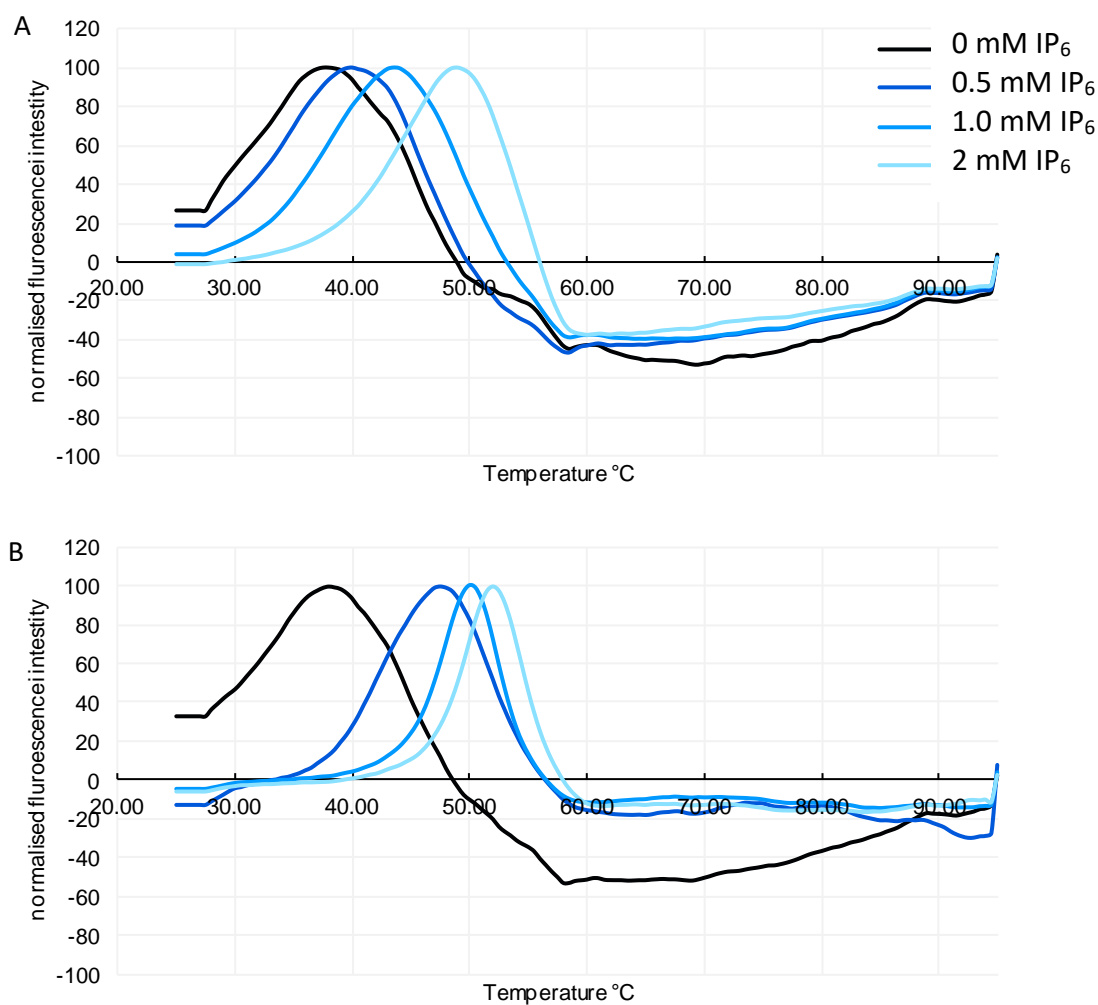 A
120
100
80
60
40
20
0
-20
-40
-60
-80
-100
20.00 30.00 40.00 50.00 60.00 70.00 80.00 90.00
normalised fluroescencei intestity
Temperature °C
0 mM IP₆
0.5 mM IP₆
1.0 mM IP₆
2 mM IP₆
B
120
100
80
60
40
20
0
-20
-40
-60
-80
-100
20.00 30.00 40.00 50.00 60.00 70.00 80.00 90.00
normalised fluroescencei intestity
Temperature °C